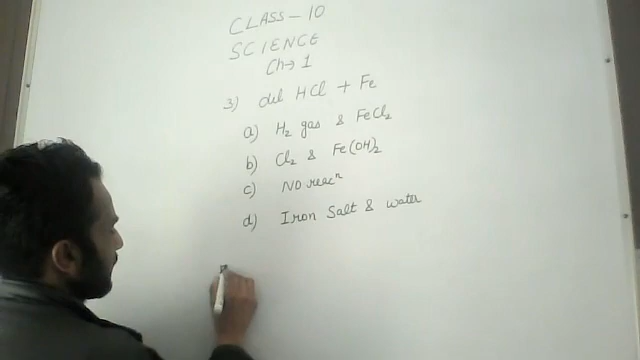 CLASS - 10
SCIENCE
Ch → 1
3) dil HCl + Fe
a) H₂ gas & FeCl₂
b) Cl₂ & Fe(OH)₂
c) NO reacⁿ
d) Iron Salt & water